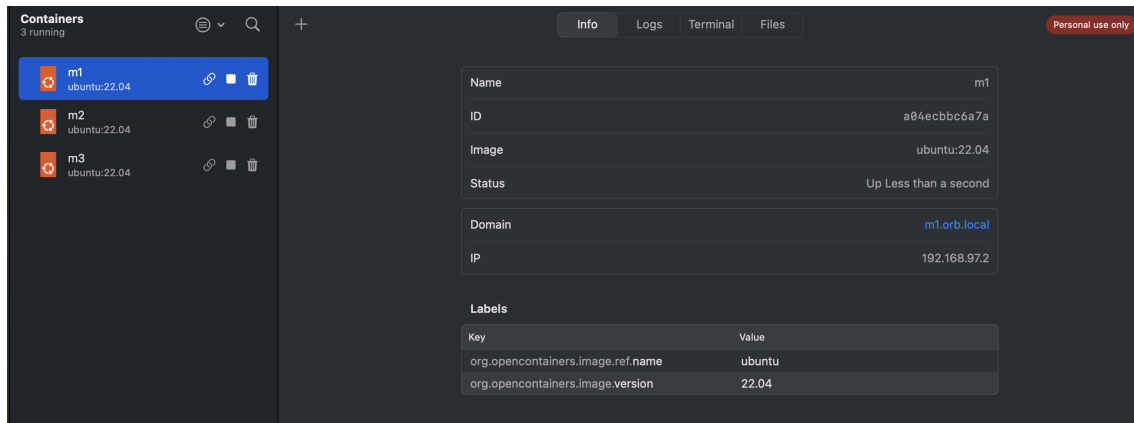 Containers
3 running
m1
ubuntu:22.04
m2
ubuntu:22.04
m3
ubuntu:22.04
Info Logs Terminal Files
Personal use only
Name m1
ID a04ecbbc6a7a
Image ubuntu:22.04
Status Up Less than a second
Domain m1.orb.local
IP 192.168.97.2
Labels
Key Value
org.opencontainers.image.ref.name ubuntu
org.opencontainers.image.version 22.04